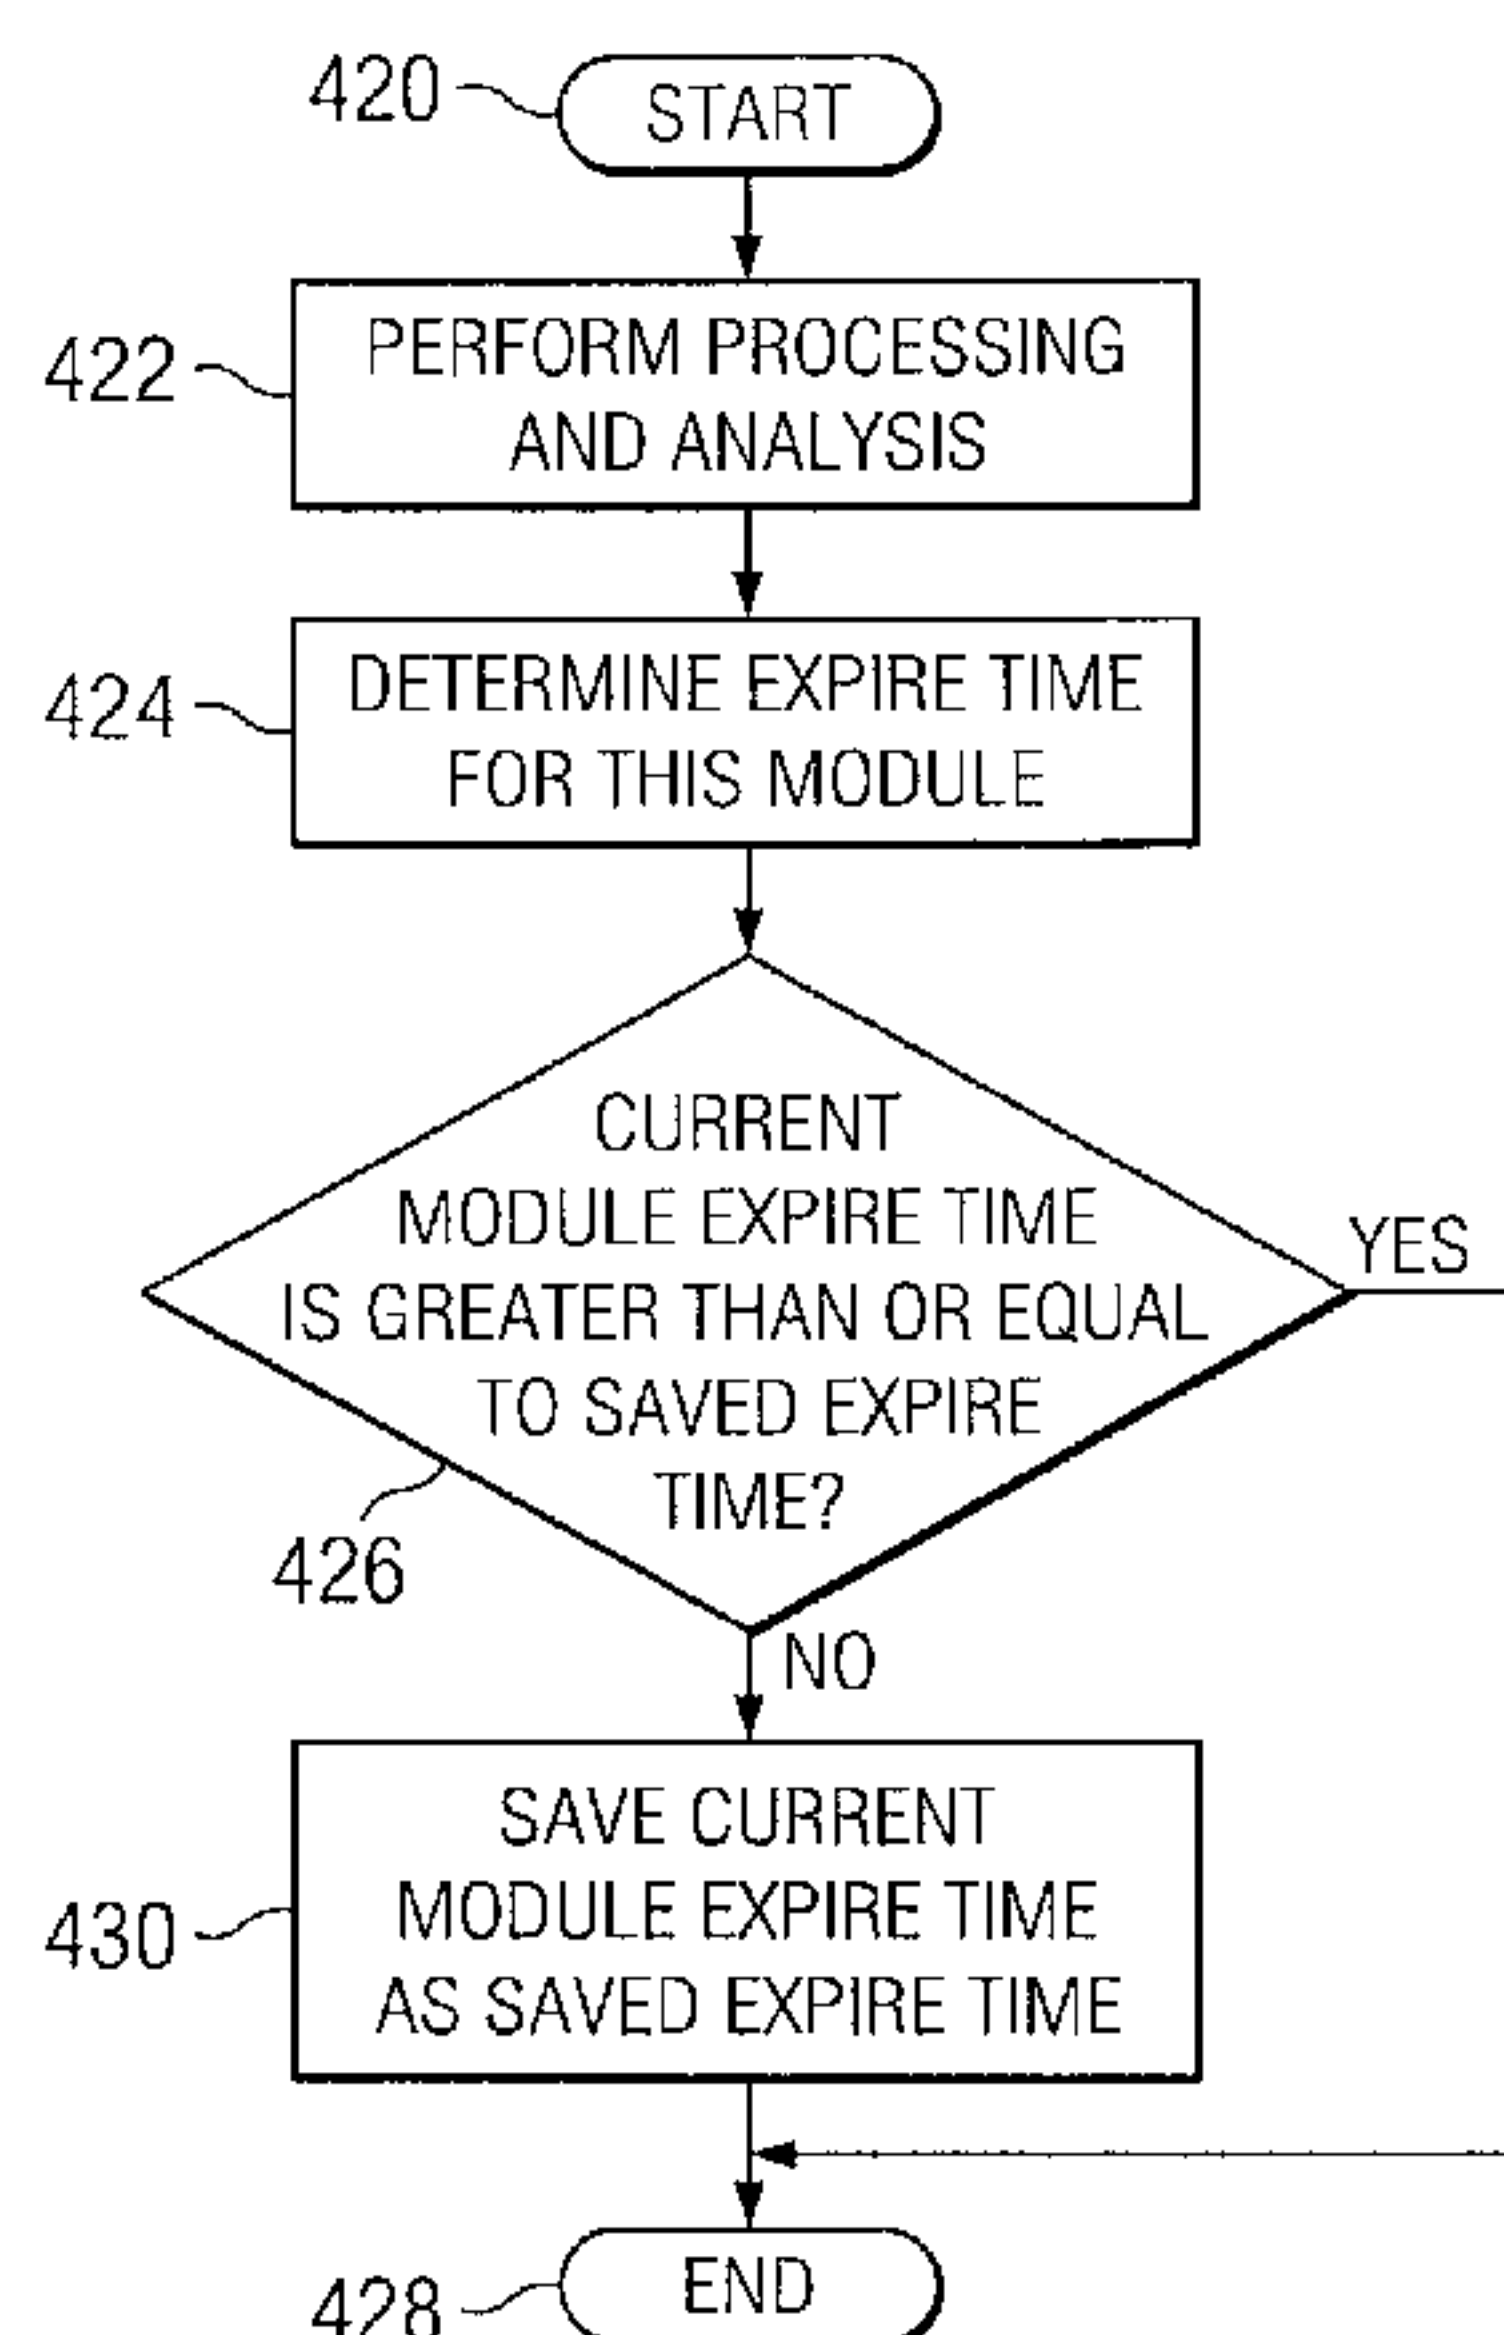 420
START
422
PERFORM PROCESSING
AND ANALYSIS
424
DETERMINE EXPIRE TIME
FOR THIS MODULE
CURRENT
MODULE EXPIRE TIME
IS GREATER THAN OR EQUAL
TO SAVED EXPIRE
TIME?
YES
426
NO
430
SAVE CURRENT
MODULE EXPIRE TIME
AS SAVED EXPIRE TIME
428
END